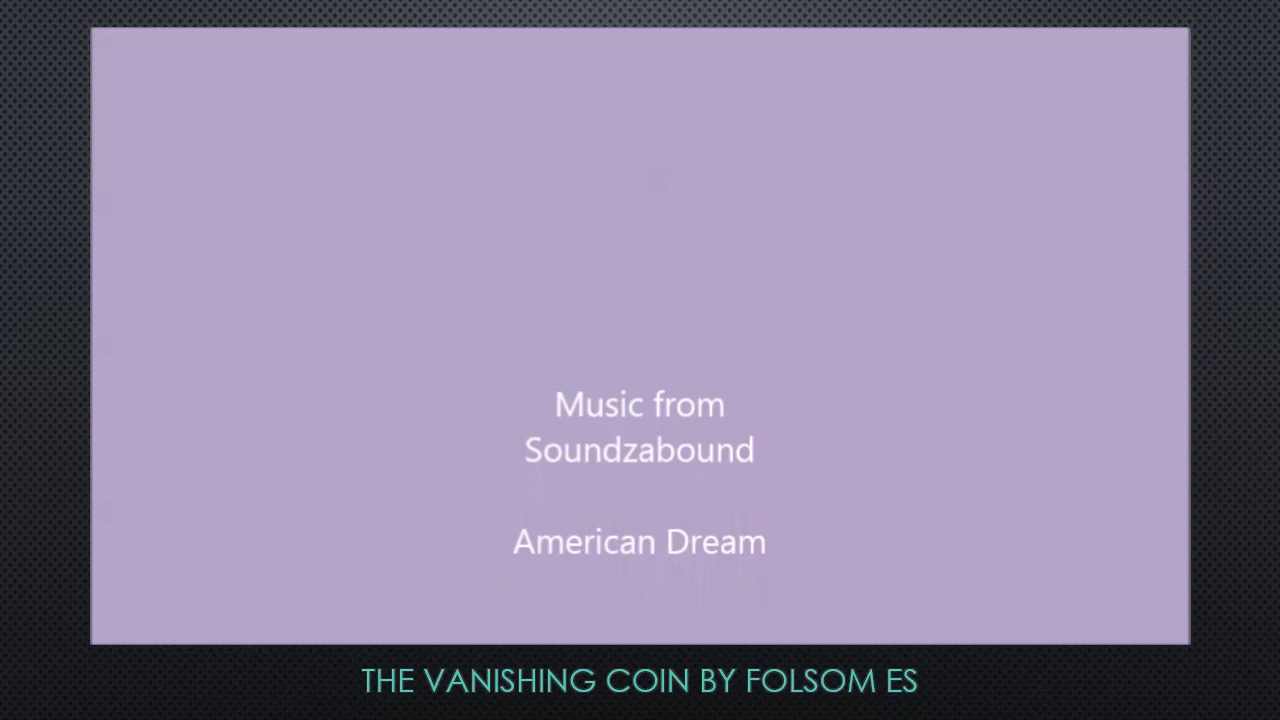 Music from
Soundzabound
American Dream
THE VANISHING COIN BY FOLSOM ES